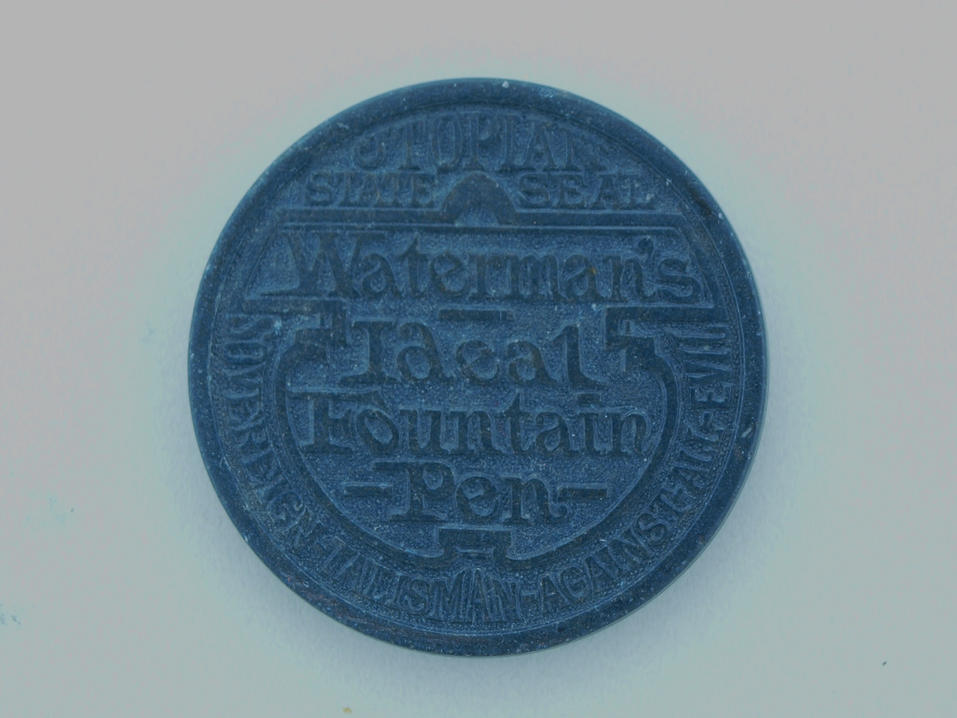 UTOPIAN
STATE SEAL
Waterman's
Ideal
Fountain
-Pen-
SOVEREIGN-TALISMAN-AGAINST-ALL-EVIL